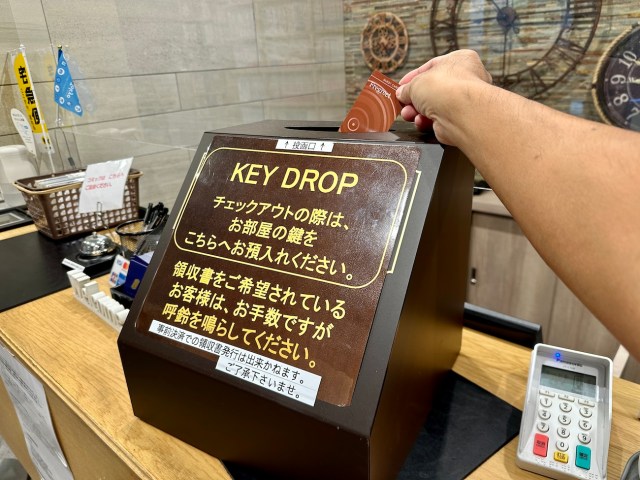 ↑ 投函口 ↑
KEY DROP
チェックアウトの際は、
お部屋の鍵を
こちらへお預入れください。
領収書をご希望されている
お客様は、お手数ですが
呼鈴を鳴らしてください。
事前決済での領収書発行は出来かねます。
ご了承下さいませ。